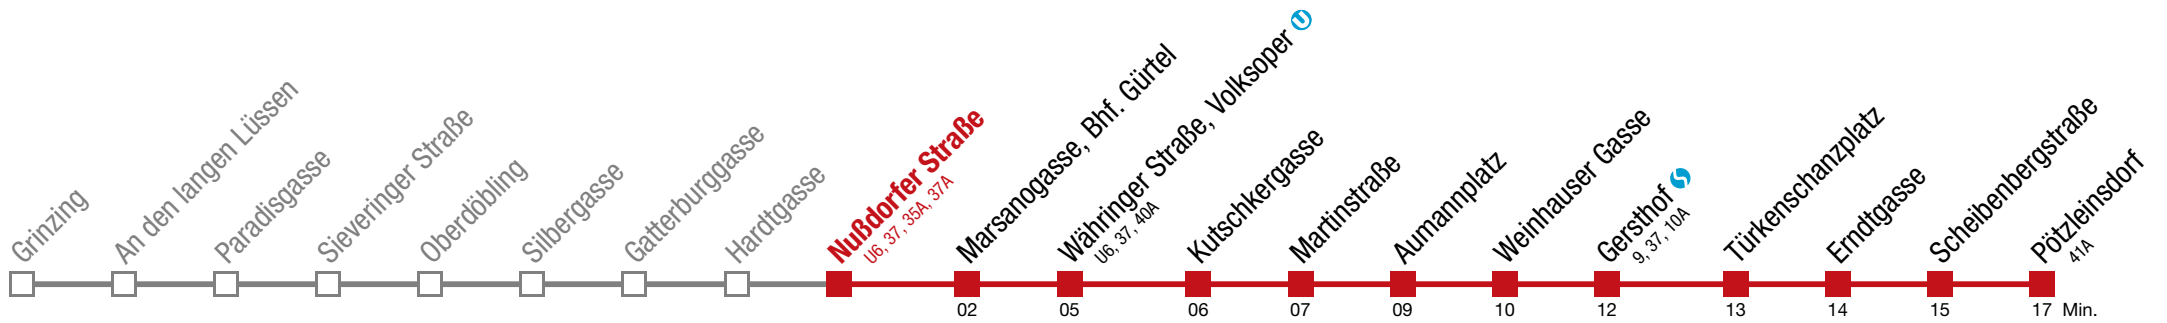 Grinzing
An den langen Lüssen
Paradisgasse
Sieveringer Straße
Oberdöbling
Silbergasse
Gatterburggasse
Hardtgasse
Nußdorfer Straße
U6, 37, 35A, 37A
Marsanogasse, Bhf. Gürtel
Währinger Straße, Volksoper U
U6, 37, 40A
Kutschkergasse
Martinstraße
Aumannplatz
Weinhauser Gasse
Gersthof S
9, 37, 10A
Türkenschanzplatz
Erndtgasse
Scheibenbergstraße
Pötzleinsdorf
41A
02 05 06 07 09 10 12 13 14 15 17 Min.